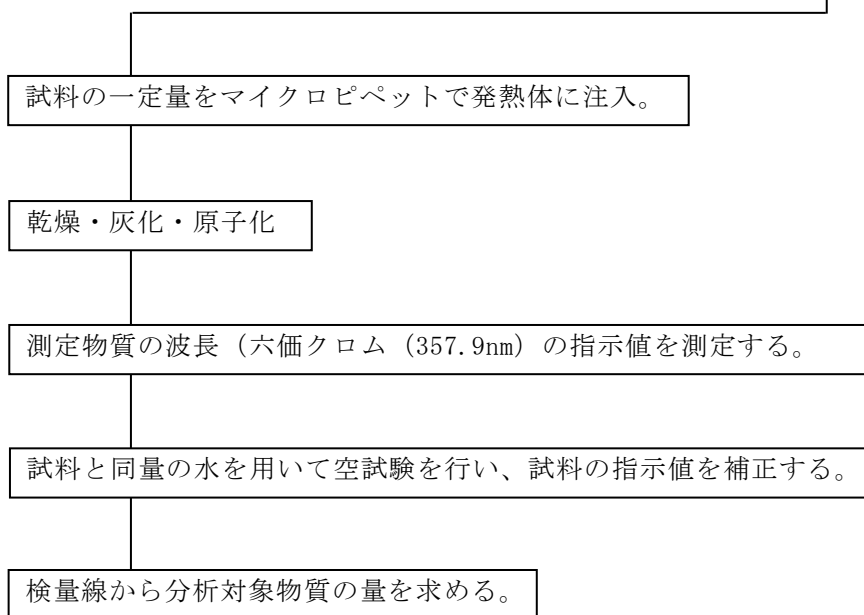 試料の一定量をマイクロピペットで発熱体に注入。
乾燥・灰化・原子化
測定物質の波長（六価クロム（357.9nm）の指示値を測定する。
試料と同量の水を用いて空試験を行い、試料の指示値を補正する。
検量線から分析対象物質の量を求める。